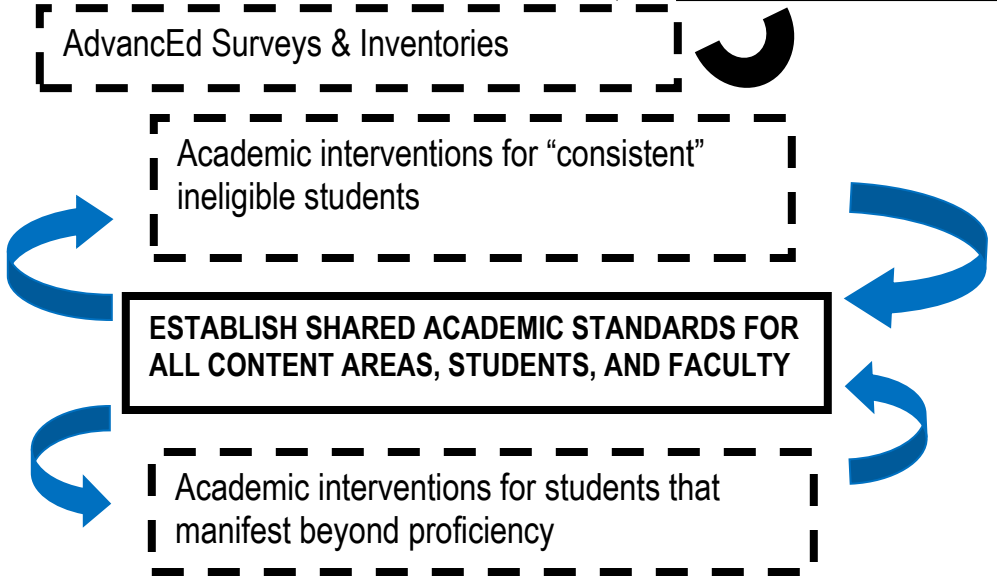 AdvancEd Surveys & Inventories
Academic interventions for “consistent”
ineligible students
ESTABLISH SHARED ACADEMIC STANDARDS FOR
ALL CONTENT AREAS, STUDENTS, AND FACULTY
Academic interventions for students that
manifest beyond proficiency